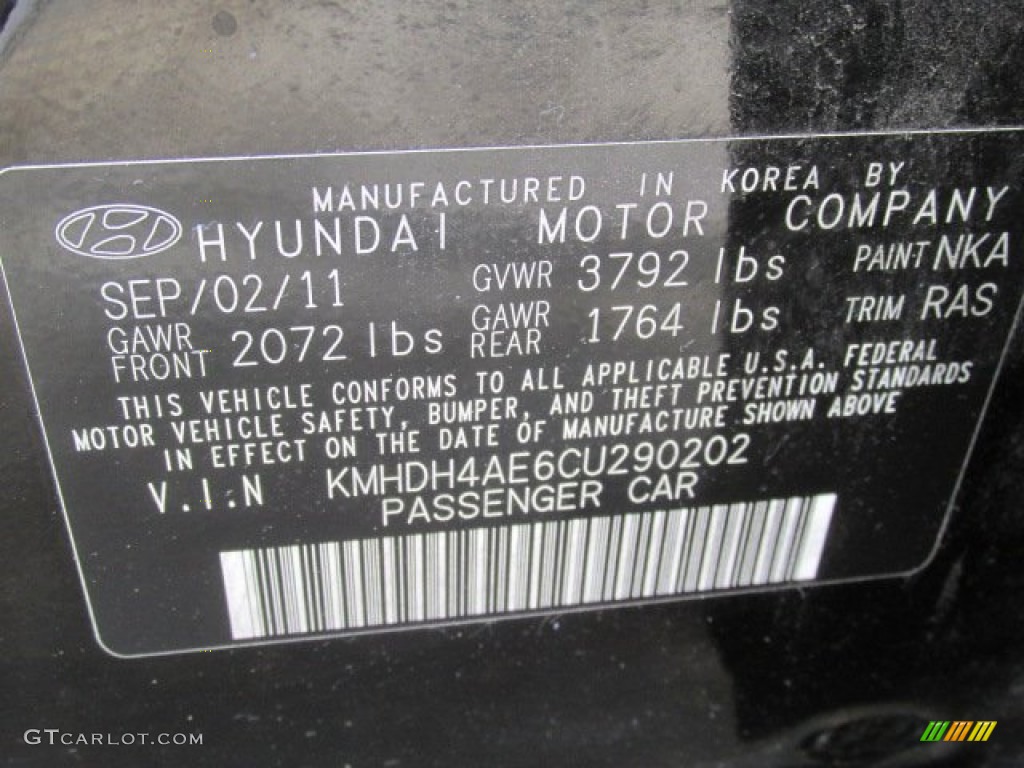 MANUFACTURED IN KOREA BY
HYUNDAI MOTOR COMPANY
SEP/02/11 GVWR 3792 lbs PAINT NKA
GAWR FRONT 2072 lbs GAWR REAR 1764 lbs TRIM RAS
THIS VEHICLE CONFORMS TO ALL APPLICABLE U.S.A. FEDERAL
MOTOR VEHICLE SAFETY, BUMPER, AND THEFT PREVENTION STANDARDS
IN EFFECT ON THE DATE OF MANUFACTURE SHOWN ABOVE
V.I.N KMHDH4AE6CU290202
PASSENGER CAR
GTCARLOT.COM